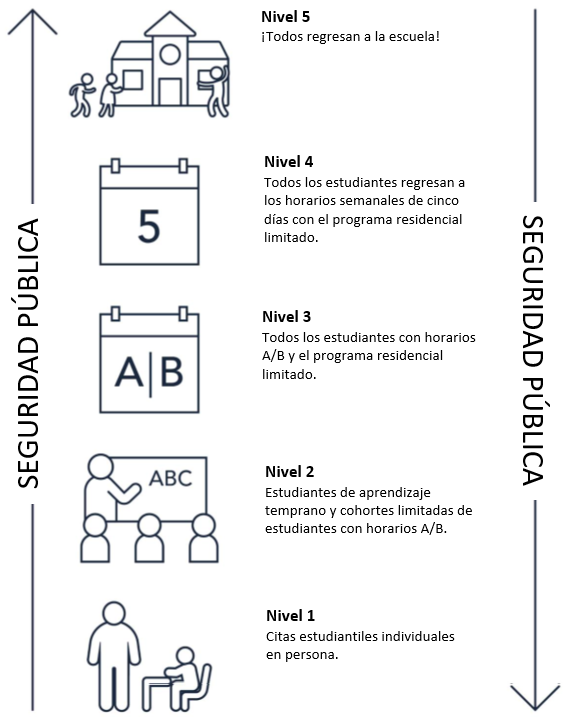 Nivel 5
¡Todos regresan a la escuela!
Nivel 4
Todos los estudiantes regresan a
los horarios semanales de cinco
días con el programa residencial
limitado.
5
SEGURIDAD PÚBLICA
SEGURIDAD PÚBLICA
Nivel 3
Todos los estudiantes con horarios
A/B y el programa residencial
limitado.
A|B
Nivel 2
Estudiantes de aprendizaje
temprano y cohortes limitadas de
estudiantes con horarios A/B.
ABC
Nivel 1
Citas estudiantiles individuales
en persona.